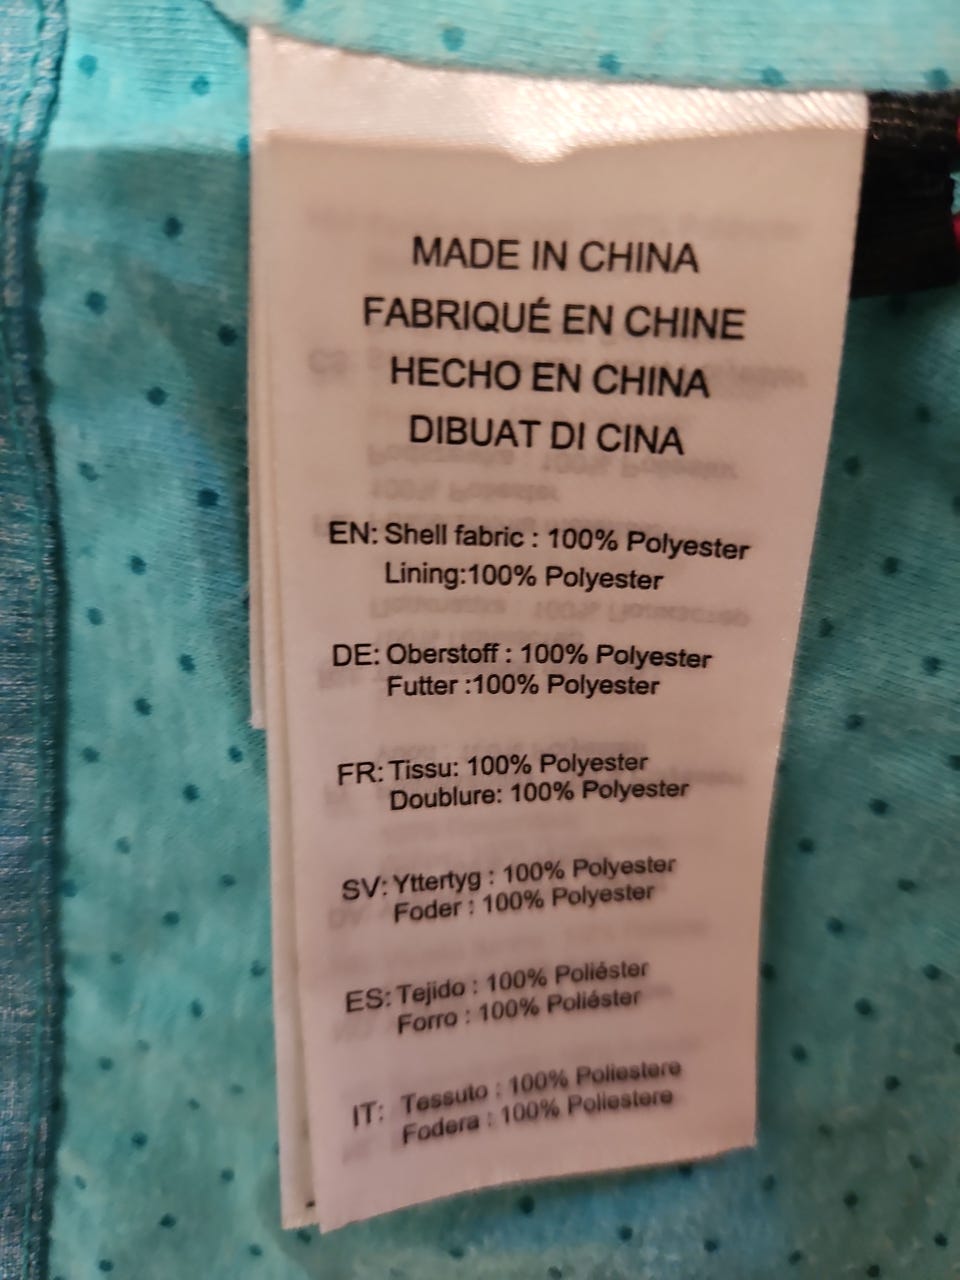 MADE IN CHINA
FABRIQUÉ EN CHINE
HECHO EN CHINA
DIBUAT DI CINA
EN: Shell fabric : 100% Polyester
Lining:100% Polyester
DE: Oberstoff : 100% Polyester
Futter :100% Polyester
FR: Tissu: 100% Polyester
Doublure: 100% Polyester
SV: Yttertyg : 100% Polyester
Foder : 100% Polyester
ES: Tejido : 100% Poliéster
Forro : 100% Poliéster
IT: Tessuto : 100% Poliestere
Fodera : 100% Poliestere